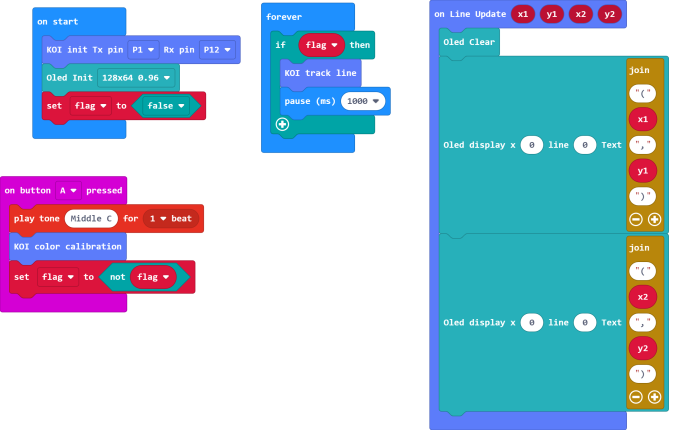 on start
KOI init Tx pin P1 Rx pin P12
Oled Init 128x64 0.96
set flag to false
forever
if flag then
KOI track line
pause (ms) 1000
on button A pressed
play tone Middle C for 1 beat
KOI color calibration
set flag to not flag
on Line Update x1 y1 x2 y2
Oled Clear
Oled display x 0 line 0 Text
join
"("
x1
","
y1
")"
Oled display x 0 line 0 Text
join
"("
x2
","
y2
")"